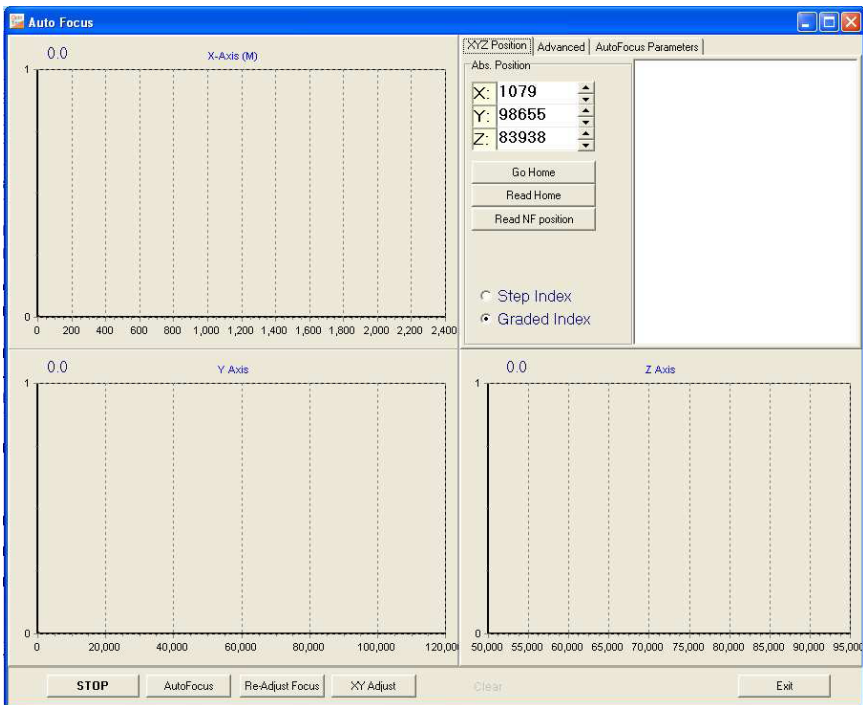 Auto Focus
0.0 X-Axis (M)
1
0
0 200 400 600 800 1,000 1,200 1,400 1,600 1,800 2,000 2,200 2,400
XYZ Position Advanced AutoFocus Parameters
Abs. Position
X: 1079
Y: 98655
Z: 83938
Go Home
Read Home
Read NF position
Step Index
Graded Index
0.0 Y Axis
1
0
0 20,000 40,000 60,000 80,000 100,000 120,00
0.0 Z Axis
1
0
50,000 55,000 60,000 65,000 70,000 75,000 80,000 85,000 90,000 95,00
STOP AutoFocus Re-Adjust Focus XY Adjust Clear Exit